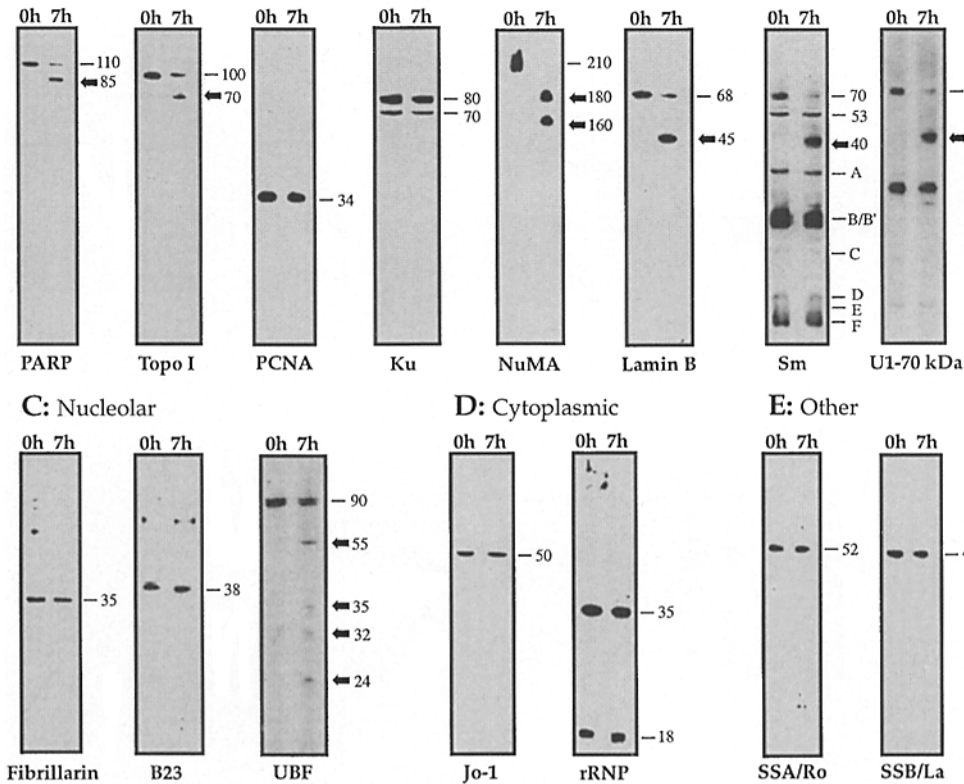 0h 7h 0h 7h 0h 7h 0h 7h 0h 7h 0h 7h 0h 7h 0h 7h
110
85
100
70
34
80
70
210
180
160
68
45
70
53
40
A
B/B'
C
D
E
F
PARP Topo I PCNA Ku NuMA Lamin B Sm U1-70 kDa
C: Nucleolar D: Cytoplasmic E: Other
0h 7h 0h 7h 0h 7h 0h 7h 0h 7h 0h 7h 0h 7h
35
38
90
55
35
32
24
50
35
18
52
Fibrillarin B23 UBF Jo-1 rRNP SSA/Ro SSB/La